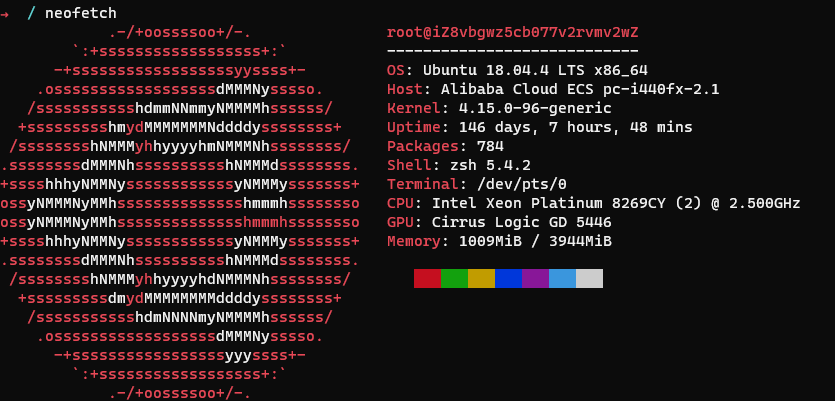 →  / neofetch
            .-/+oossssoo+/-.               root@iZ8vbgwz5cb077v2rvmv2wZ
        `:+ssssssssssssssssss+:`           ----------------------------
      -+ssssssssssssssssssyyssss+-         OS: Ubuntu 18.04.4 LTS x86_64
    .ossssssssssssssssssdMMMNysssso.       Host: Alibaba Cloud ECS pc-i440fx-2.1
   /ssssssssssshdmmNNmmyNMMMMhssssss/      Kernel: 4.15.0-96-generic
  +ssssssssshmydMMMMMMMNddddyssssssss+     Uptime: 146 days, 7 hours, 48 mins
 /sssssssshNMMMyhhyyyyhmNMMMNhssssssss/    Packages: 784
.ssssssssdMMMNhsssssssssshNMMMdssssssss.   Shell: zsh 5.4.2
+sssshhhyNMMNyssssssssssssyNMMMysssssss+   Terminal: /dev/pts/0
ossyNMMMNyMMhsssssssssssssshmmmhssssssso   CPU: Intel Xeon Platinum 8269CY (2) @ 2.500GHz
ossyNMMMNyMMhsssssssssssssshmmmhssssssso   GPU: Cirrus Logic GD 5446
+sssshhhyNMMNyssssssssssssyNMMMysssssss+   Memory: 1009MiB / 3944MiB
.ssssssssdMMMNhsssssssssshNMMMdssssssss.
 /sssssssshNMMMyhhyyyyhdNMMMNhssssssss/
  +sssssssssdmydMMMMMMMMddddyssssssss+
   /ssssssssssshdmNNNNmyNMMMMhssssss/
    .ossssssssssssssssssdMMMNysssso.
      -+sssssssssssssssssyyyssss+-
        `:+ssssssssssssssssss+:`
            .-/+oossssoo+/-.